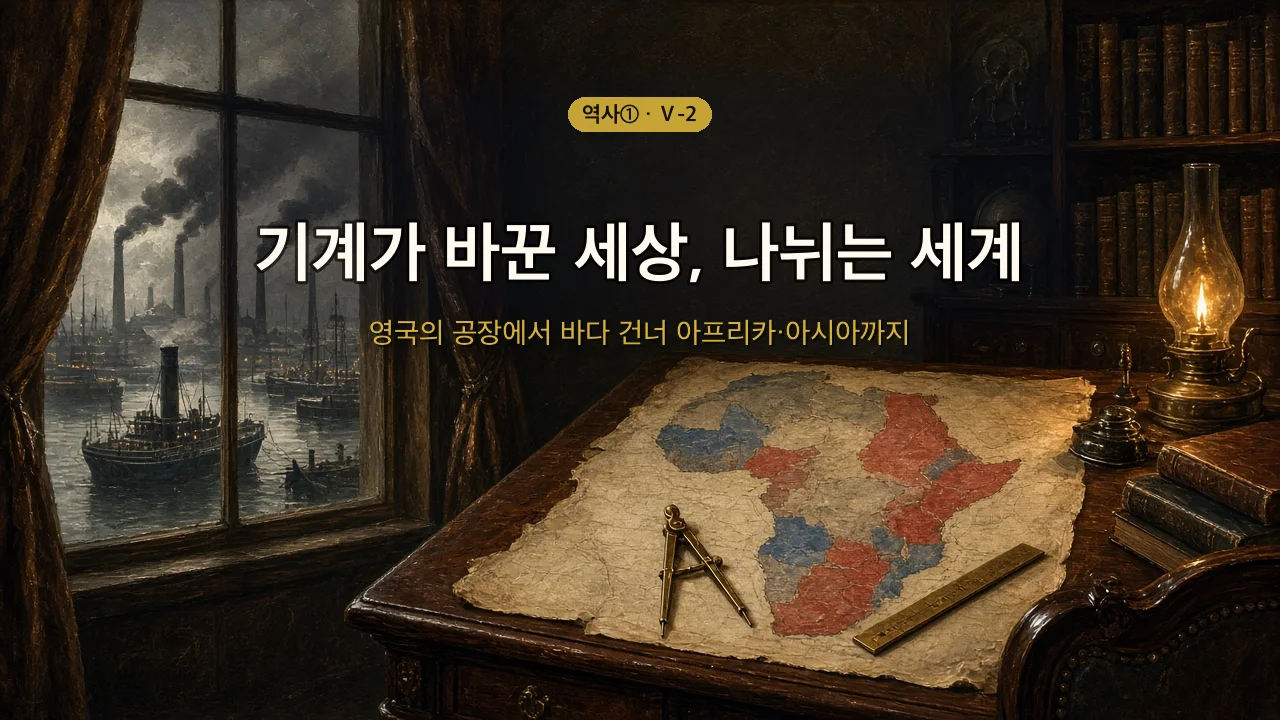 역사① · Ⅴ-2
기계가 바꾼 세상, 나뉘는 세계
영국의 공장에서 바다 건너 아프리카·아시아까지